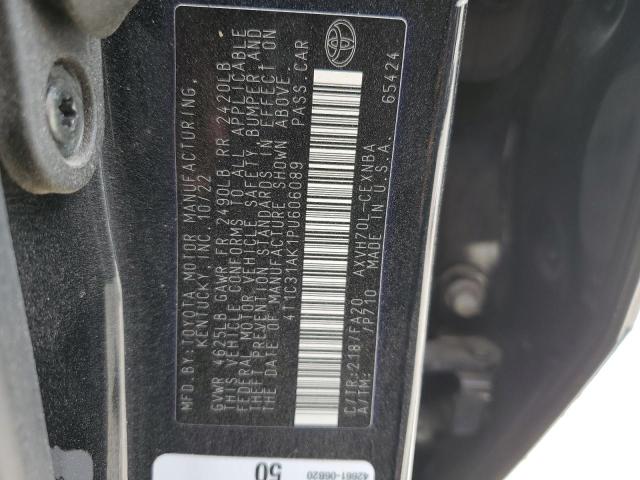 MFD. BY: TOYOTA MOTOR MANUFACTURING,
KENTUCKY, INC. 10/22
GVWR 4625LB GAWR FR 2490LB RR 2420LB
THIS VEHICLE CONFORMS TO ALL APPLICABLE
FEDERAL MOTOR VEHICLE SAFETY, BUMPER AND
THEFT PREVENTION STANDARDS IN EFFECT ON
THE DATE OF MANUFACTURE SHOWN ABOVE.
4T1C31AK1PU606089 PASS CAR
C/TR:218/FA20 AXVH70L-CEXNBA
A/TM: /P710 MADE IN U.S.A. 65424
50
42661-06B20